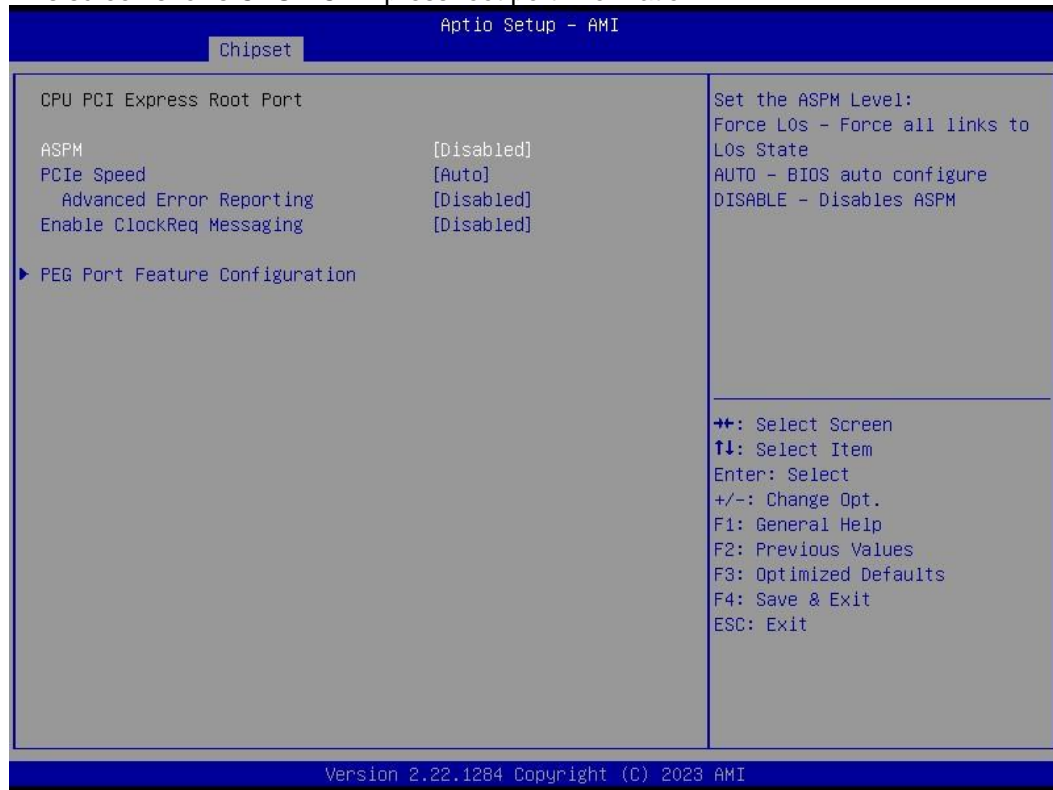 Aptio Setup – AMI
Chipset
CPU PCI Express Root Port
ASPM [Disabled]
PCIe Speed [Auto]
Advanced Error Reporting [Disabled]
Enable ClockReq Messaging [Disabled]
▶ PEG Port Feature Configuration
Set the ASPM Level:
Force L0s – Force all links to
L0s State
AUTO – BIOS auto configure
DISABLE – Disables ASPM
→←: Select Screen
↑↓: Select Item
Enter: Select
+/-: Change Opt.
F1: General Help
F2: Previous Values
F3: Optimized Defaults
F4: Save & Exit
ESC: Exit
Version 2.22.1284 Copyright (C) 2023 AMI